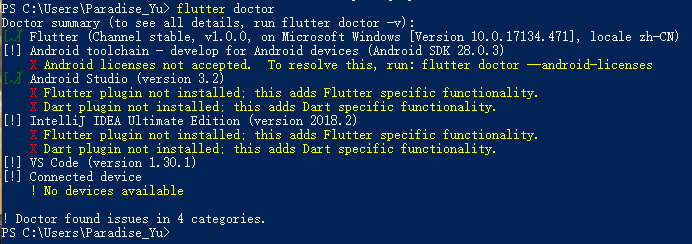 PS C:\Users\Paradise_Yu> flutter doctor
Doctor summary (to see all details, run flutter doctor -v):
[√] Flutter (Channel stable, v1.0.0, on Microsoft Windows [Version 10.0.17134.471], locale zh-CN)
[!] Android toolchain - develop for Android devices (Android SDK 28.0.3)
    X Android licenses not accepted.  To resolve this, run: flutter doctor --android-licenses
[√] Android Studio (version 3.2)
    X Flutter plugin not installed; this adds Flutter specific functionality.
    X Dart plugin not installed; this adds Dart specific functionality.
[!] IntelliJ IDEA Ultimate Edition (version 2018.2)
    X Flutter plugin not installed; this adds Flutter specific functionality.
    X Dart plugin not installed; this adds Dart specific functionality.
[!] VS Code (version 1.30.1)
[!] Connected device
    ! No devices available
! Doctor found issues in 4 categories.
PS C:\Users\Paradise_Yu>